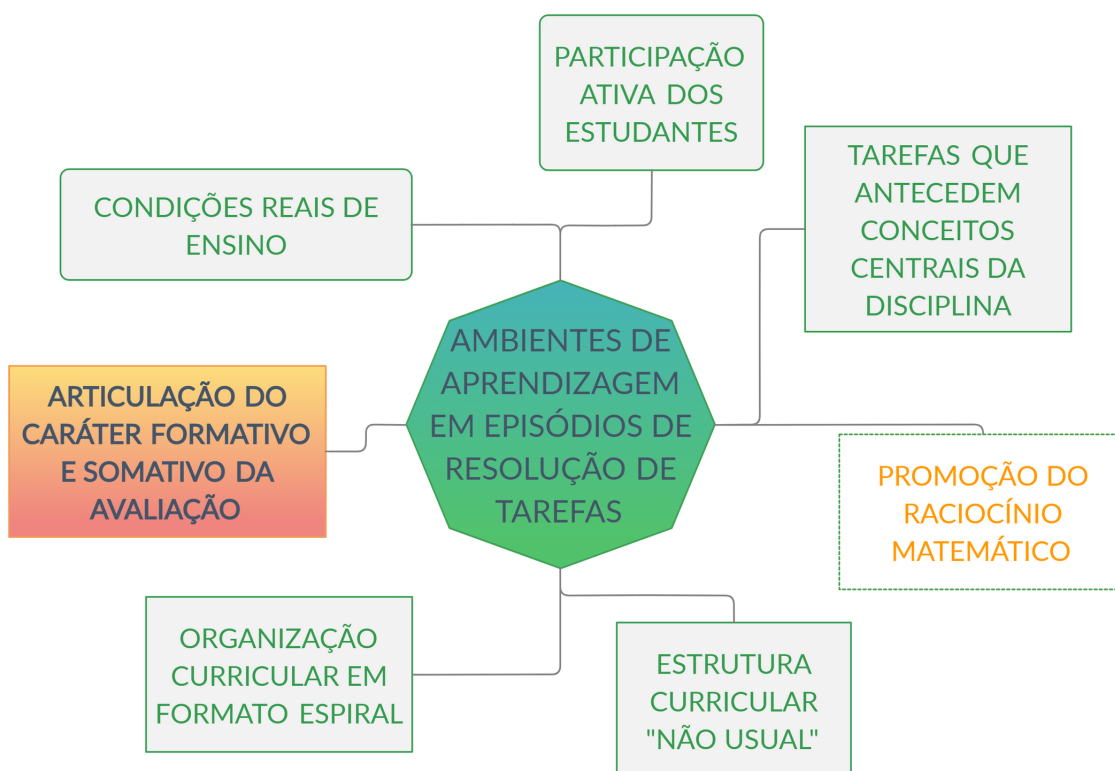 PARTICIPAÇÃO
ATIVA DOS
ESTUDANTES
TAREFAS QUE
ANTECEDEM
CONCEITOS
CENTRAIS DA
DISCIPLINA
CONDIÇÕES REAIS DE
ENSINO
AMBIENTES DE
APRENDIZAGEM
EM EPISÓDIOS DE
RESOLUÇÃO DE
TAREFAS
ARTICULAÇÃO DO
CARÁTER FORMATIVO
E SOMATIVO DA
AVALIAÇÃO
PROMOÇÃO DO
RACIOCÍNIO
MATEMÁTICO
ORGANIZAÇÃO
CURRICULAR EM
FORMATO ESPIRAL
ESTRUTURA
CURRICULAR
"NÃO USUAL"